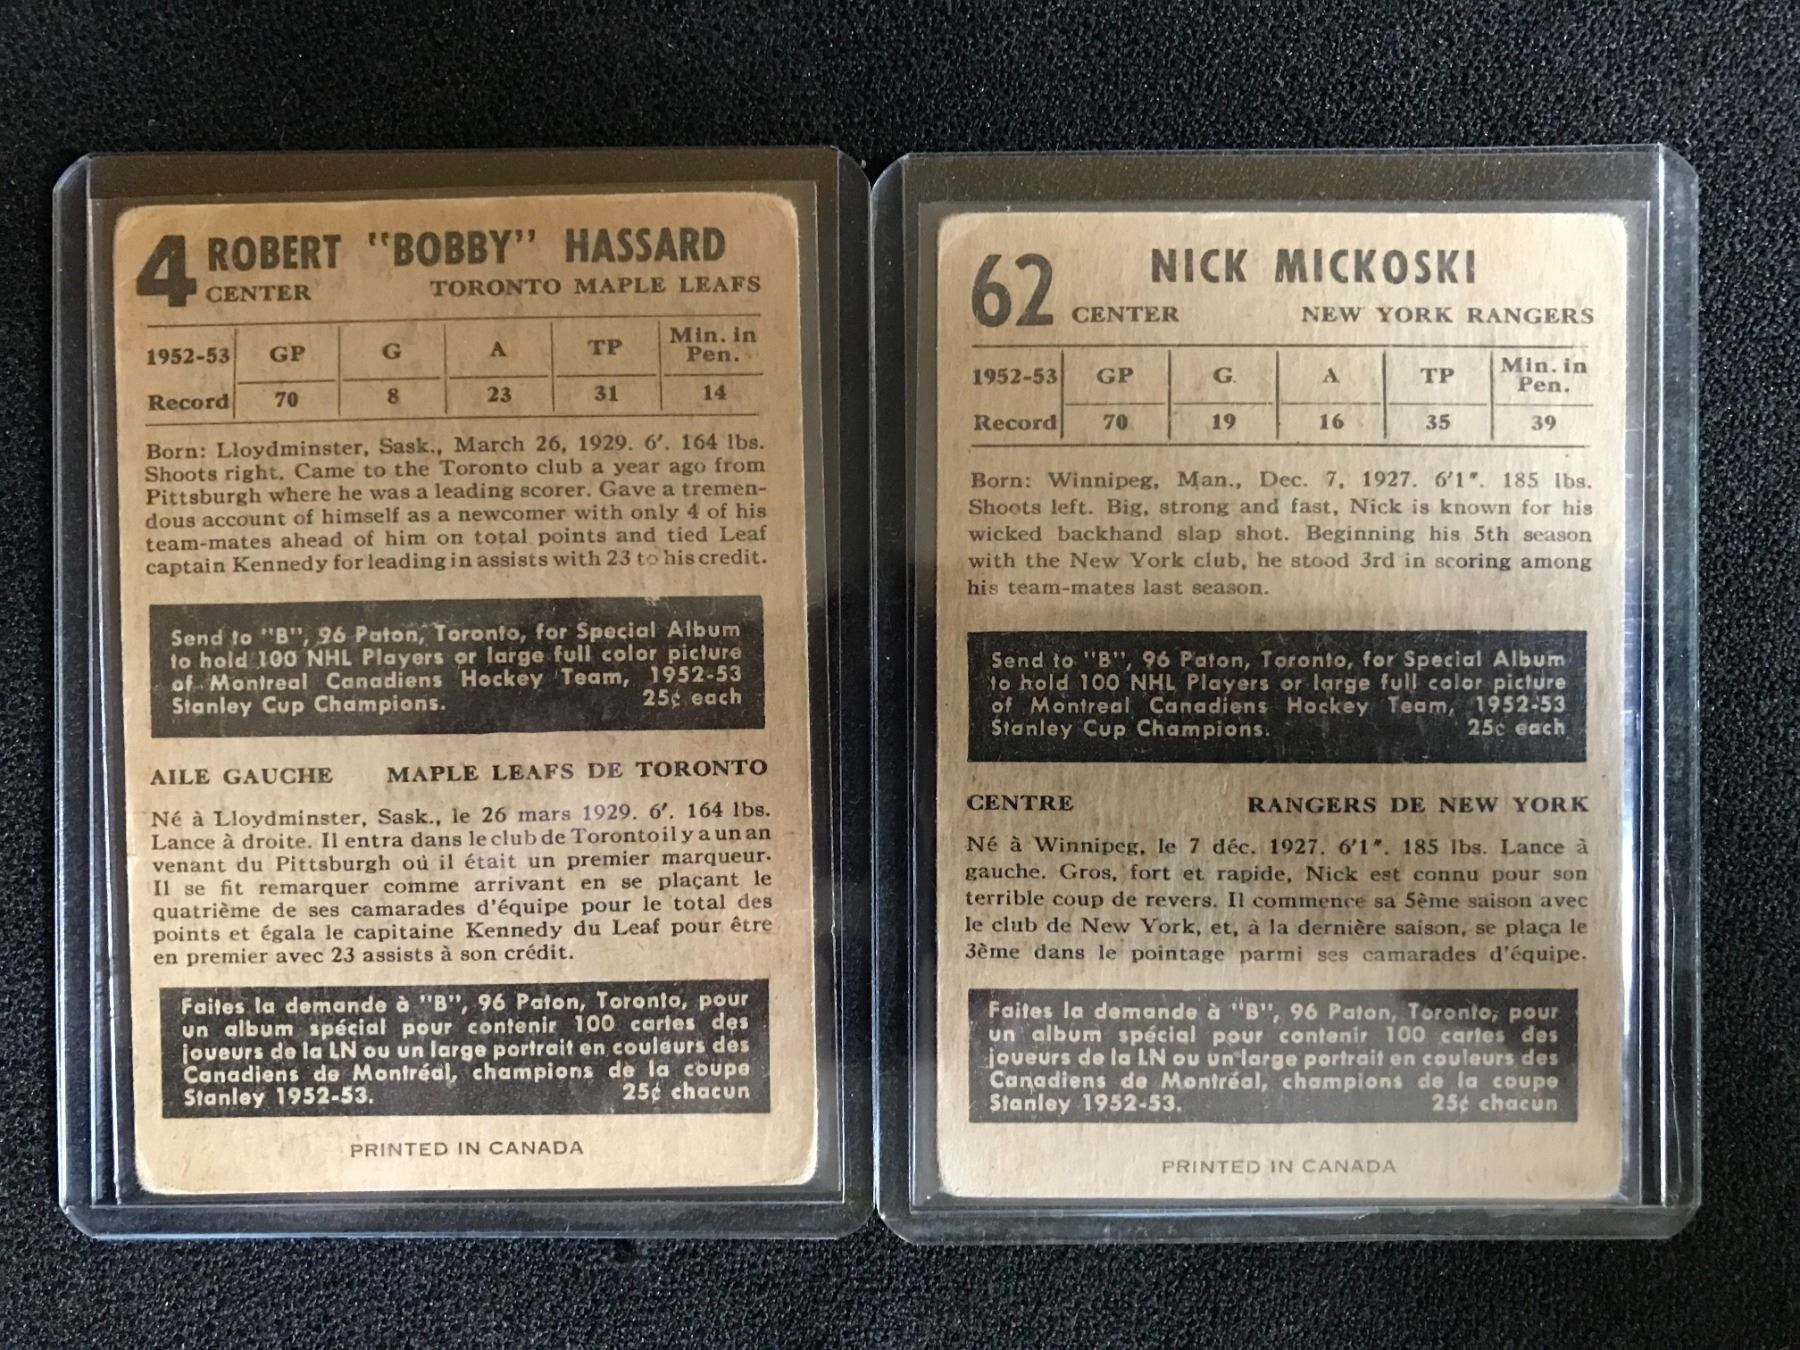 4 ROBERT "BOBBY" HASSARD
CENTER TORONTO MAPLE LEAFS
1952-53 GP G A TP Min. in Pen.
Record 70 8 23 31 14
Born: Lloydminster, Sask., March 26, 1929. 6′. 164 lbs.
Shoots right. Came to the Toronto club a year ago from
Pittsburgh where he was a leading scorer. Gave a tremen-
dous account of himself as a newcomer with only 4 of his
team-mates ahead of him on total points and tied Leaf
captain Kennedy for leading in assists with 23 to his credit.
Send to "B", 96 Paton, Toronto, for Special Album
to hold 100 NHL Players or large full color picture
of Montreal Canadiens Hockey Team, 1952-53
Stanley Cup Champions. 25¢ each
AILE GAUCHE MAPLE LEAFS DE TORONTO
Né à Lloydminster, Sask., le 26 mars 1929. 6′. 164 lbs.
Lance à droite. Il entra dans le club de Toronto il y a un an
venant du Pittsburgh où il était un premier marqueur.
Il se fit remarquer comme arrivant en se plaçant le
quatrième de ses camarades d'équipe pour le total des
points et égala le capitaine Kennedy du Leaf pour être
en premier avec 23 assists à son crédit.
Faites la demande à "B", 96 Paton, Toronto, pour
un album spécial pour contenir 100 cartes des
joueurs de la LN ou un large portrait en couleurs des
Canadiens de Montréal, champions de la coupe
Stanley 1952-53. 25¢ chacun
PRINTED IN CANADA
62 NICK MICKOSKI
CENTER NEW YORK RANGERS
1952-53 GP G. A TP Min. in Pen.
Record 70 19 16 35 39
Born: Winnipeg, Man., Dec. 7, 1927. 6′1″. 185 lbs.
Shoots left. Big, strong and fast, Nick is known for his
wicked backhand slap shot. Beginning his 5th season
with the New York club, he stood 3rd in scoring among
his team-mates last season.
Send to "B", 96 Paton, Toronto, for Special Album
to hold 100 NHL Players or large full color picture
of Montreal Canadiens Hockey Team, 1952-53
Stanley Cup Champions. 25¢ each
CENTRE RANGERS DE NEW YORK
Né à Winnipeg, le 7 déc. 1927. 6′1″. 185 lbs. Lance à
gauche. Gros, fort et rapide, Nick est connu pour son
terrible coup de revers. Il commence sa 5ème saison avec
le club de New York, et, à la dernière saison, se plaça le
3ème dans le pointage parmi ses camarades d'équipe.
Faites la demande à "B", 96 Paton, Toronto, pour
un album spécial pour contenir 100 cartes des
joueurs de la LN ou un large portrait en couleurs des
Canadiens de Montréal, champions de la coupe
Stanley 1952-53. 25¢ chacun
PRINTED IN CANADA